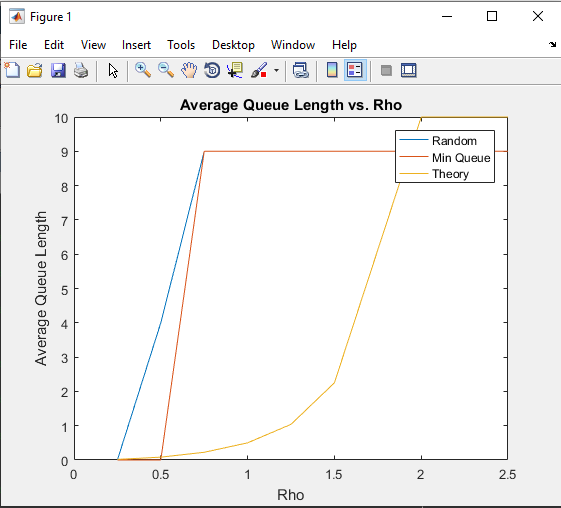 Figure 1
File Edit View Insert Tools Desktop Window Help
Average Queue Length vs. Rho
Random
Min Queue
Theory
Average Queue Length
10
9
8
7
6
5
4
3
2
1
0
0 0.5 1 1.5 2 2.5
Rho